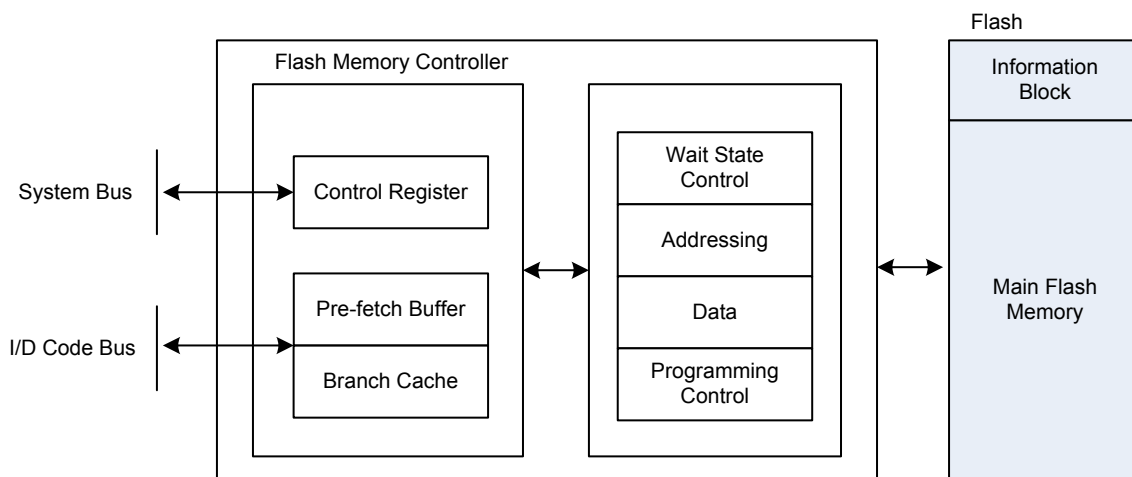 Flash
Flash Memory Controller
Information
Block
System Bus
Control Register
Wait State
Control
Addressing
I/D Code Bus
Pre-fetch Buffer
Branch Cache
Data
Programming
Control
Main Flash
Memory